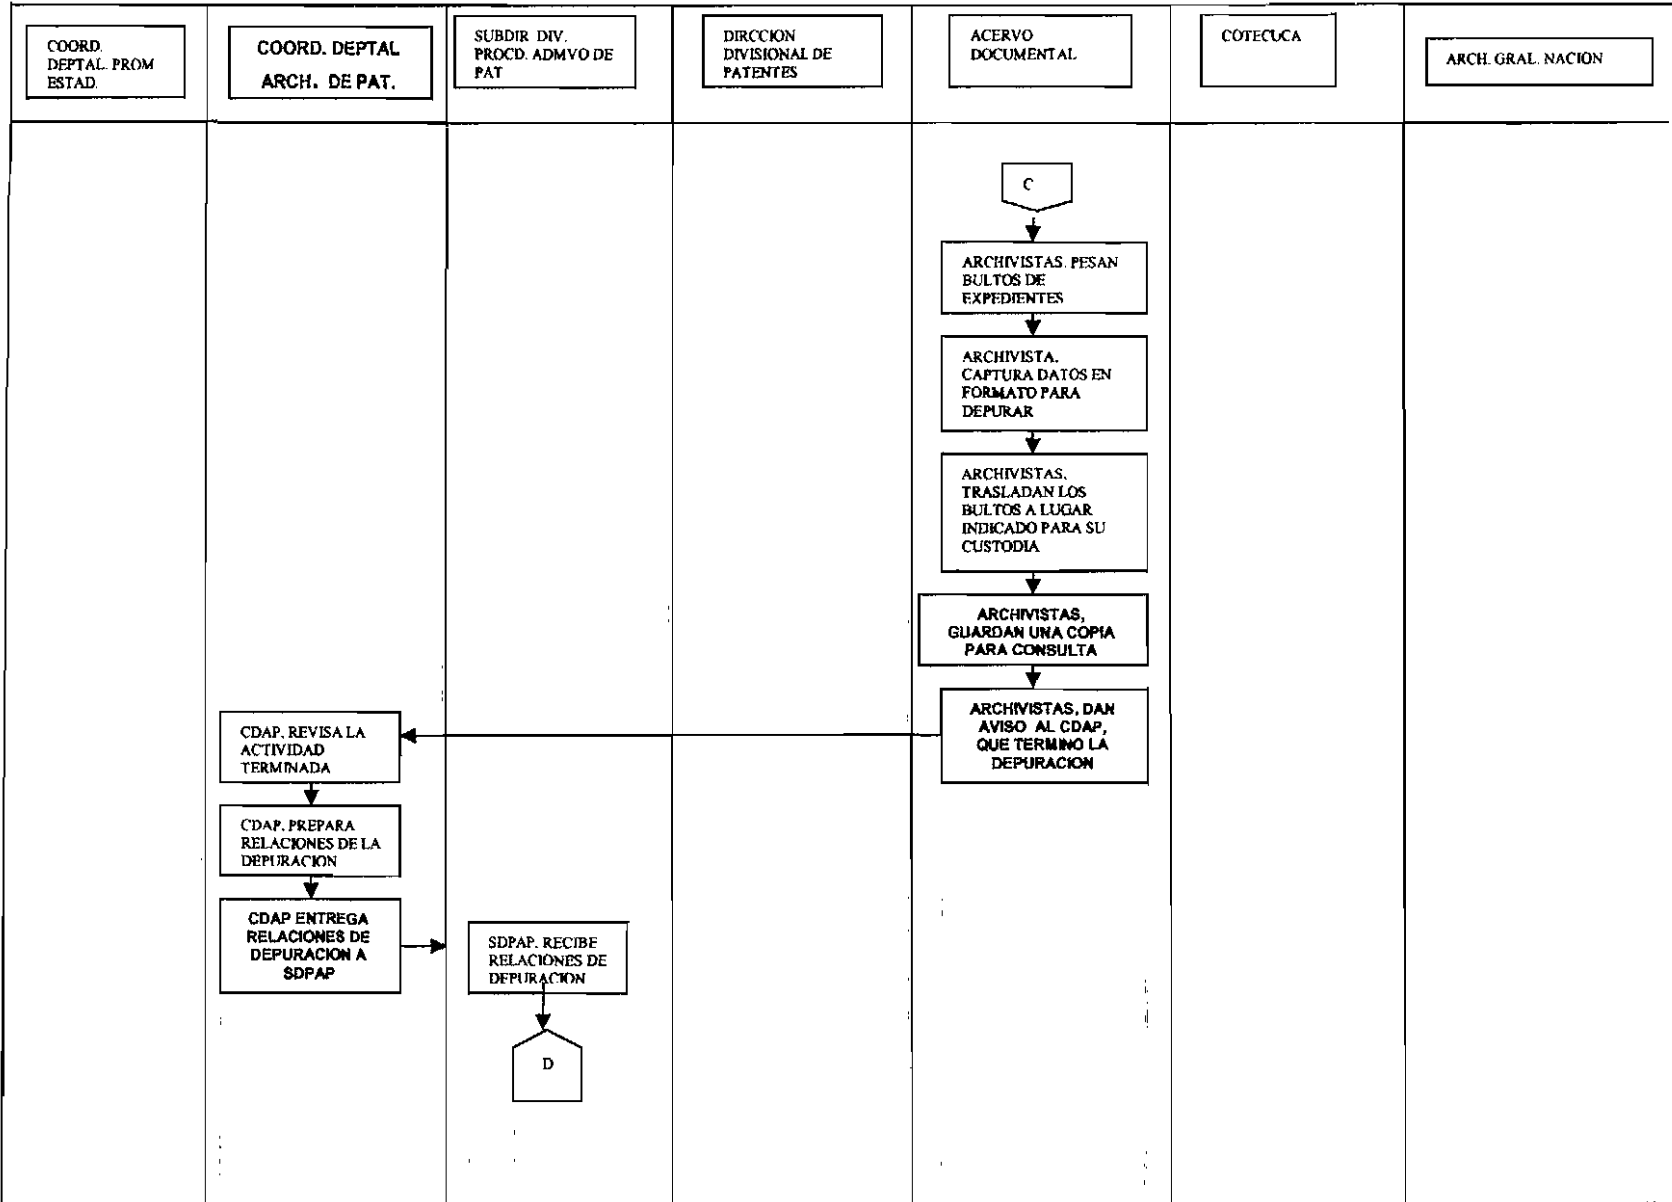 COORD.
DEPTAL. PROM
ESTAD.
COORD. DEPTAL
ARCH. DE PAT.
SUBDIR DIV.
PROCD. ADMVO DE
PAT
DIRCCION
DIVISIONAL DE
PATENTES
ACERVO
DOCUMENTAL
COTECUCA
ARCH. GRAL. NACION
C
ARCHIVISTAS, PESAN
BULTOS DE
EXPEDIENTES
ARCHIVISTA,
CAPTURA DATOS EN
FORMATO PARA
DEPURAR
ARCHIVISTAS,
TRASLADAN LOS
BULTOS A LUGAR
INDICADO PARA SU
CUSTODIA
ARCHIVISTAS,
GUARDAN UNA COPIA
PARA CONSULTA
ARCHIVISTAS, DAN
AVISO AL CDAP,
QUE TERMINO LA
DEPURACION
CDAP, REVISA LA
ACTIVIDAD
TERMINADA
CDAP, PREPARA
RELACIONES DE LA
DEPURACION
CDAP ENTREGA
RELACIONES DE
DEPURACION A
SDPAP
SDPAP, RECIBE
RELACIONES DE
DEPURACION
D